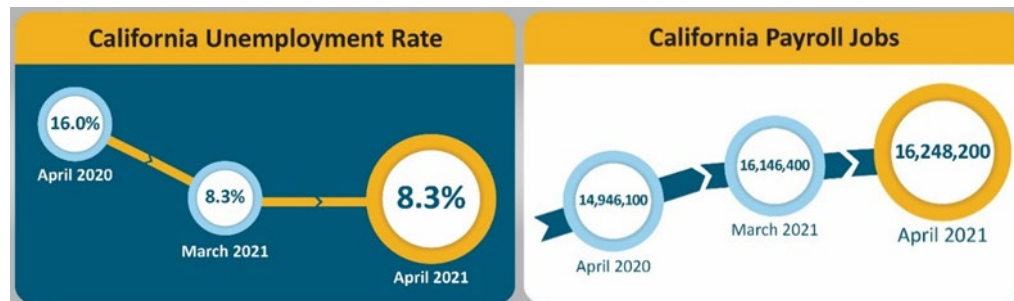 California Unemployment Rate
16.0%
April 2020
8.3%
March 2021
8.3%
April 2021
California Payroll Jobs
14,946,100
April 2020
16,146,400
March 2021
16,248,200
April 2021